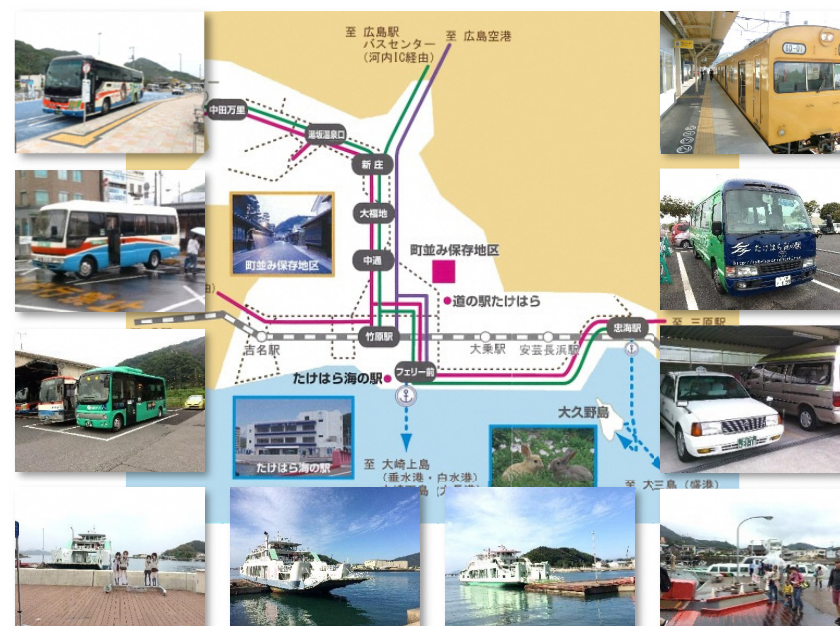 至 広島駅
バスセンター
(河内IC経由)
至 広島空港
中田万里
湯坂温泉口
新庄
大福地
町並み保存地区
中通
町並み保存地区
道の駅たけはら
竹原駅
吉名駅
大乗駅
安芸長浜駅
忠海駅
至 三原駅
フェリー前
たけはら海の駅
たけはら海の駅
大久野島
至 大崎上島
(垂水港・白水港)
至 大三島 (盛港)
たけはら海の駅